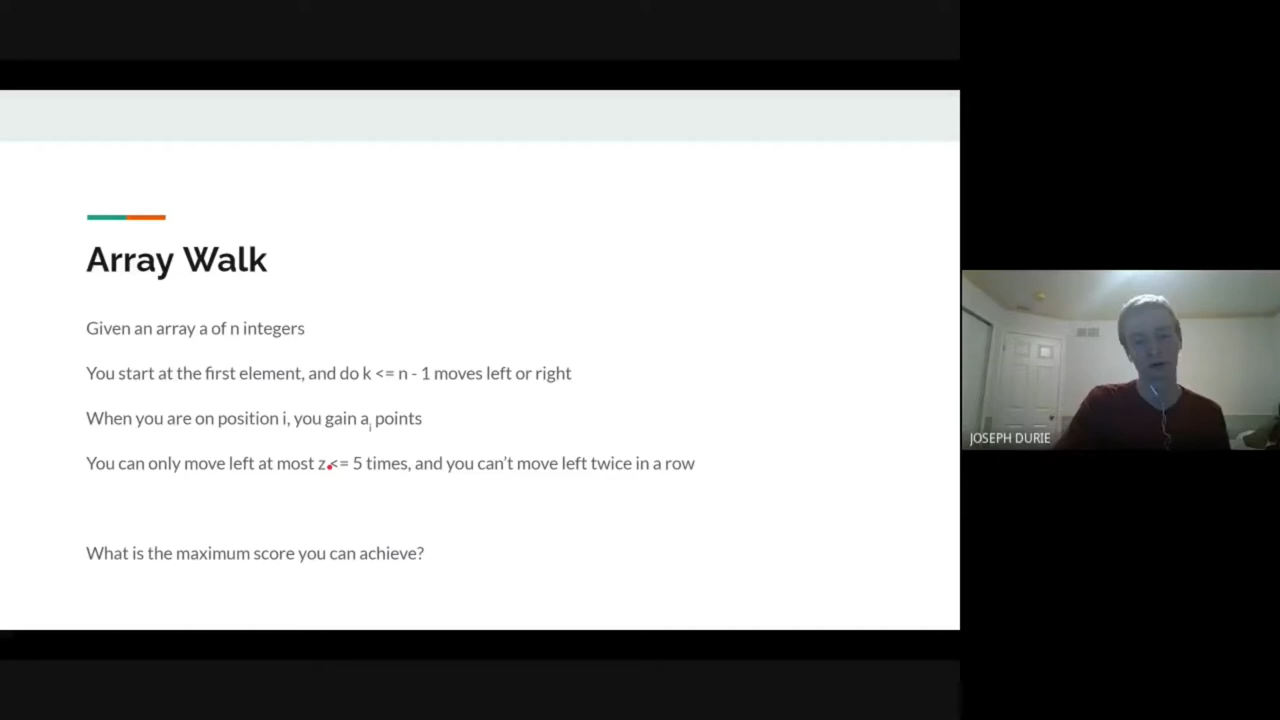 Array Walk
Given an array a of n integers
You start at the first element, and do k <= n - 1 moves left or right
When you are on position i, you gain aᵢ points
You can only move left at most z <= 5 times, and you can't move left twice in a row
What is the maximum score you can achieve?
JOSEPH DURIE